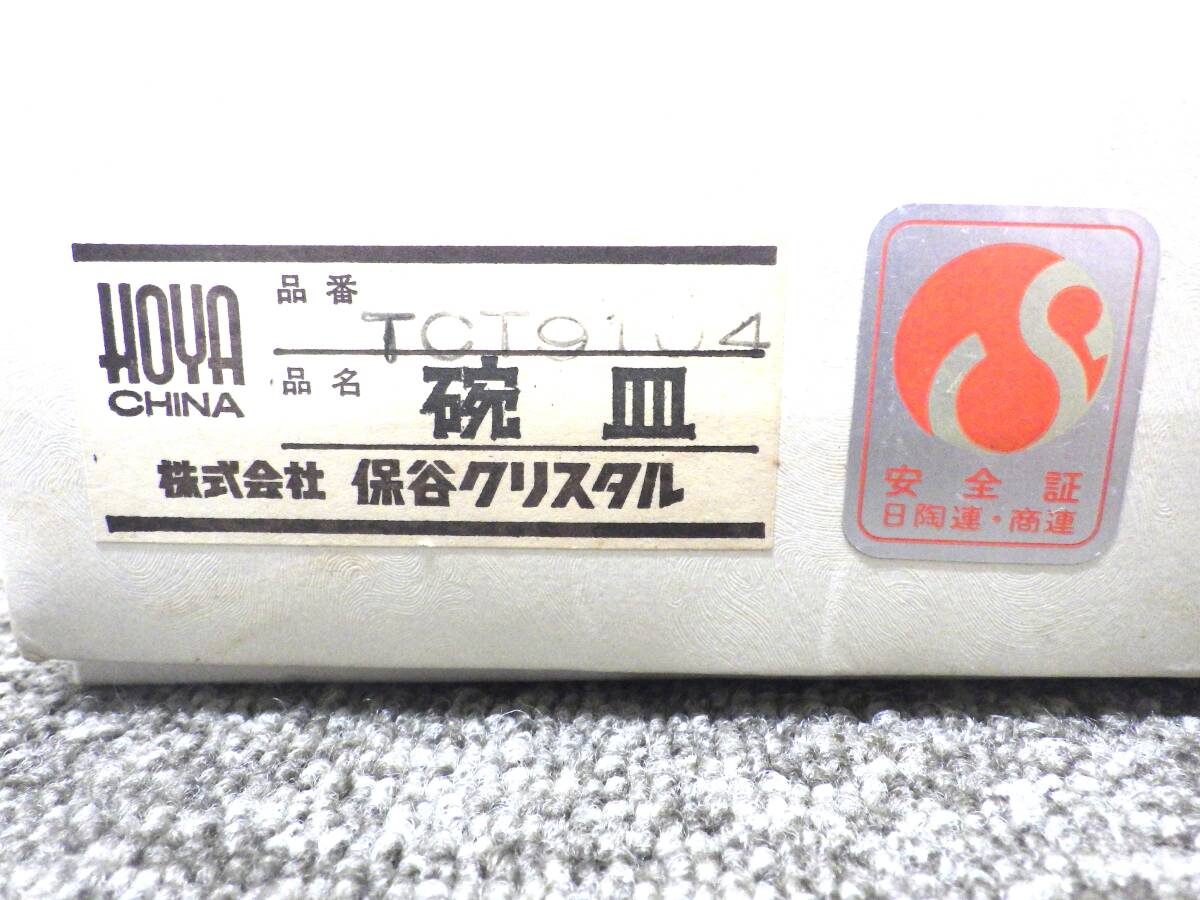 HOYA
CHINA
品番
TCT9104
品名
碗皿
株式会社 保谷クリスタル
安全証
日陶連・商連